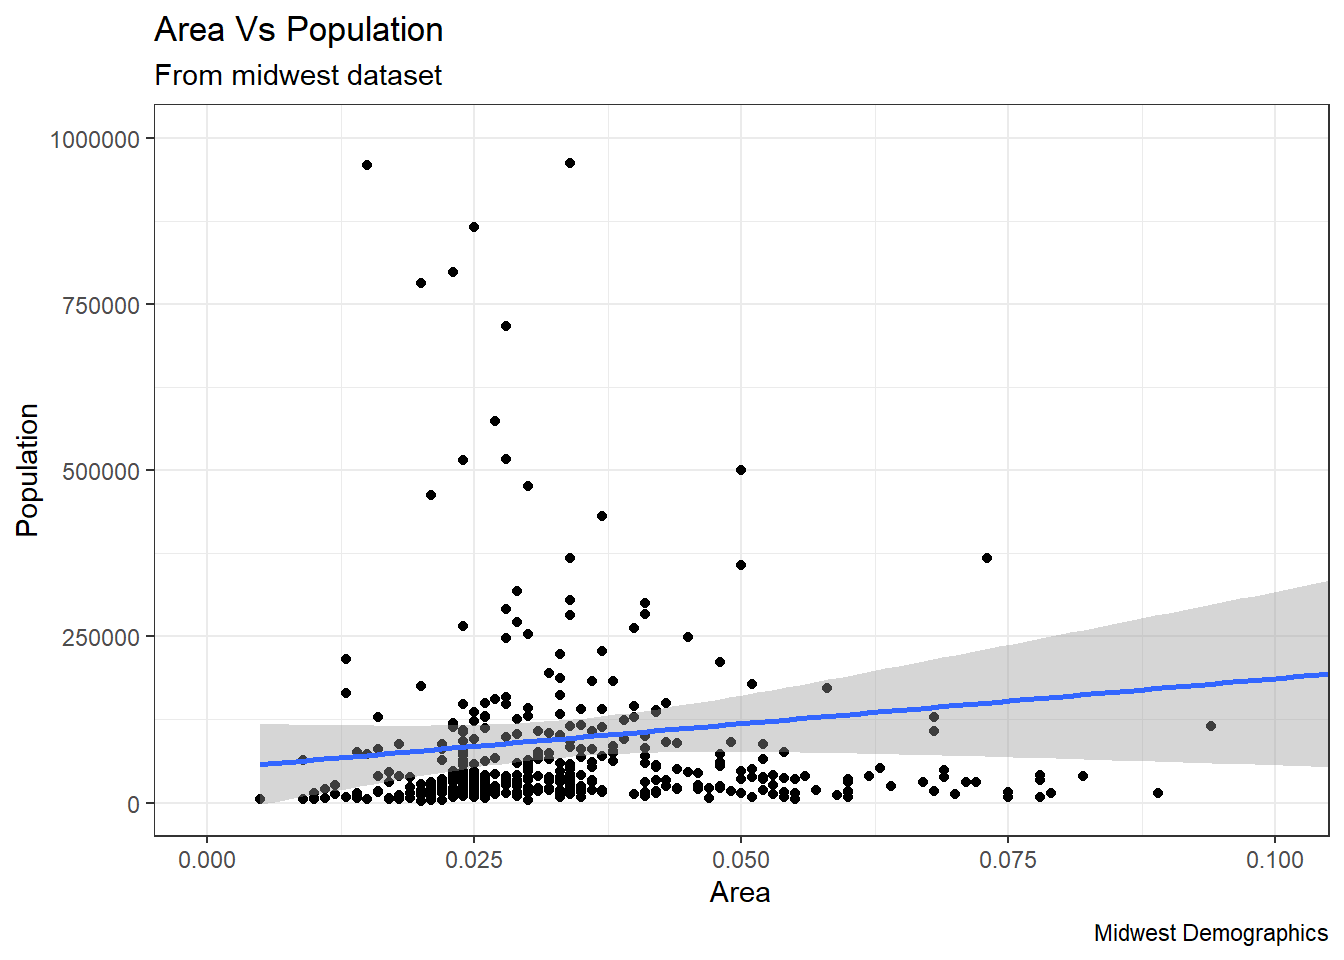 Area Vs Population
From midwest dataset
1000000
750000
500000
250000
0
Population
0.000 0.025 0.050 0.075 0.100
Area
Midwest Demographics